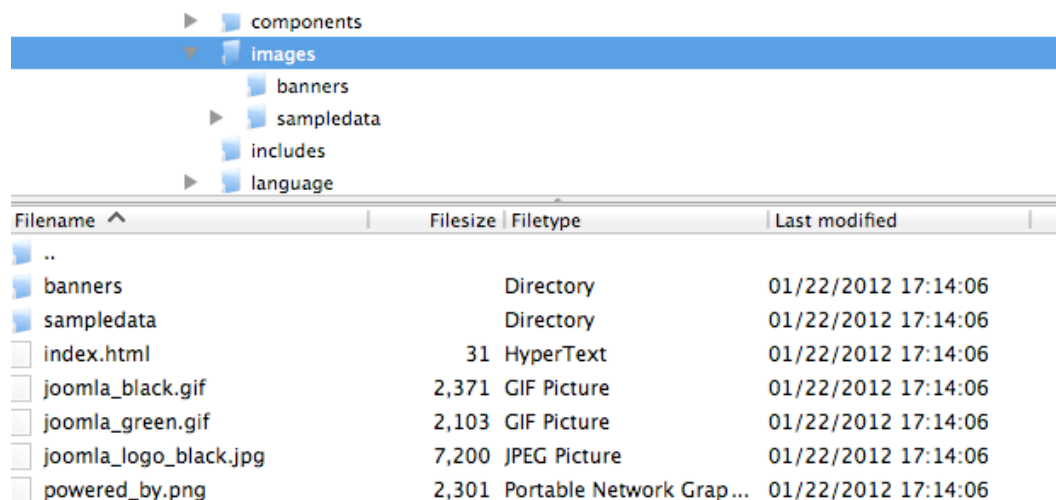 components
images
banners
sampledata
includes
language
Filename Filesize Filetype Last modified
..
banners Directory 01/22/2012 17:14:06
sampledata Directory 01/22/2012 17:14:06
index.html 31 HyperText 01/22/2012 17:14:06
joomla_black.gif 2,371 GIF Picture 01/22/2012 17:14:06
joomla_green.gif 2,103 GIF Picture 01/22/2012 17:14:06
joomla_logo_black.jpg 7,200 JPEG Picture 01/22/2012 17:14:06
powered_by.png 2,301 Portable Network Grap... 01/22/2012 17:14:06